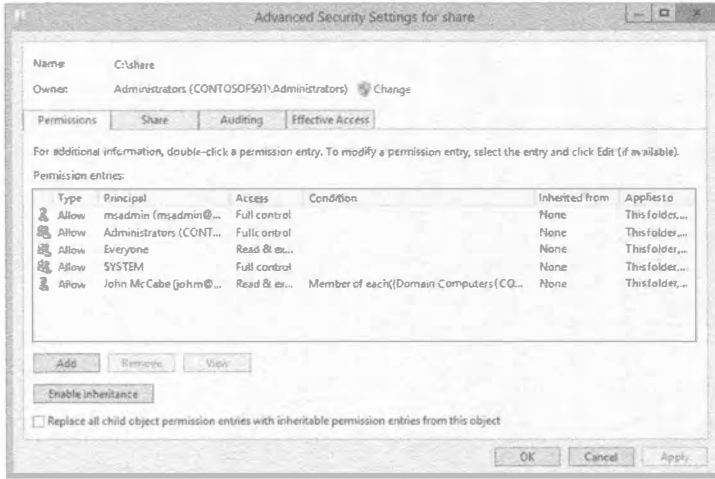 Advanced Security Settings for share
Name: C:\share
Owner: Administrators (CONTOSOFS01\Administrators) Change
Permissions Share Auditing Effective Access
For additional information, double-click a permission entry. To modify a permission entry, select the entry and click Edit (if available).
Permission entries:
Type Principal Access Condition Inherited from Applies to
Allow msadmin (msadmin@... Full control None This folder,...
Allow Administrators (CONT... Full control None This folder,...
Allow Everyone Read & ex... None This folder,...
Allow SYSTEM Full control None This folder,...
Allow John McCabe (johm@... Read & ex... Member of each({Domain Computers (CO... None This folder,...
Add Remove View
Enable inheritance
Replace all child object permission entries with inheritable permission entries from this object
OK Cancel Apply